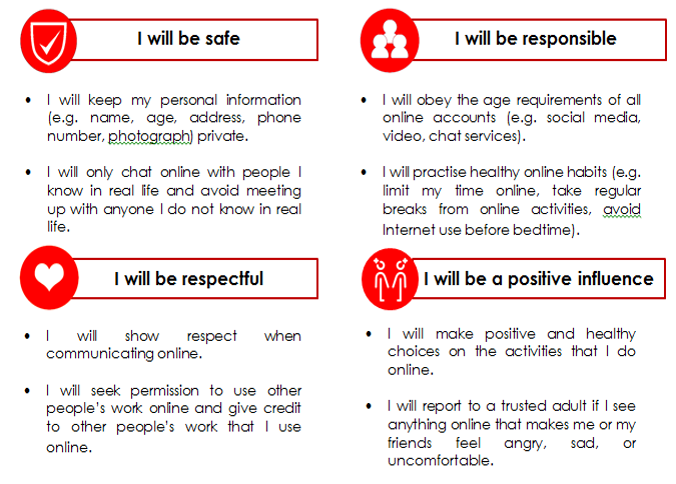 I will be safe
• I will keep my personal information
(e.g. name, age, address, phone
number, photograph) private.
• I will only chat online with people I
know in real life and avoid meeting
up with anyone I do not know in real
life.
I will be responsible
• I will obey the age requirements of all
online accounts (e.g. social media,
video, chat services).
• I will practise healthy online habits (e.g.
limit my time online, take regular
breaks from online activities, avoid
Internet use before bedtime).
I will be respectful
• I will show respect when
communicating online.
• I will seek permission to use other
people's work online and give credit
to other people's work that I use
online.
I will be a positive influence
• I will make positive and healthy
choices on the activities that I do
online.
• I will report to a trusted adult if I see
anything online that makes me or my
friends feel angry, sad, or
uncomfortable.